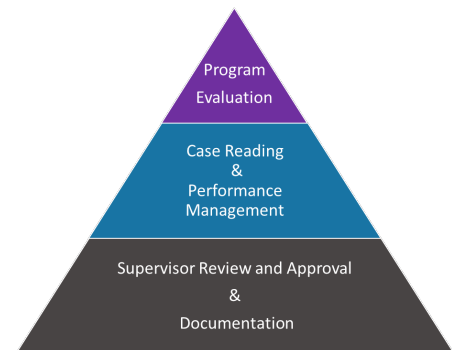 Program
Evaluation
Case Reading
&
Performance
Management
Supervisor Review and Approval
&
Documentation